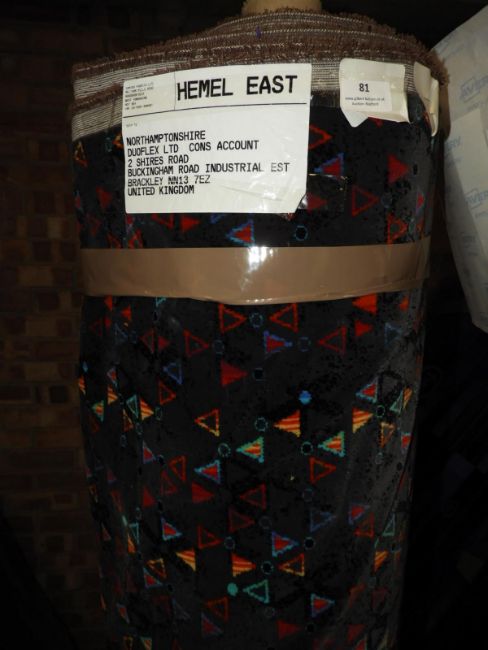 HEMEL EAST
NORTHAMPTONSHIRE
DUOFLEX LTD CONS ACCOUNT
2 SHIRES ROAD
BUCKINGHAM ROAD INDUSTRIAL EST
BRACKLEY NN13 7EZ
UNITED KINGDOM
81
AVERY